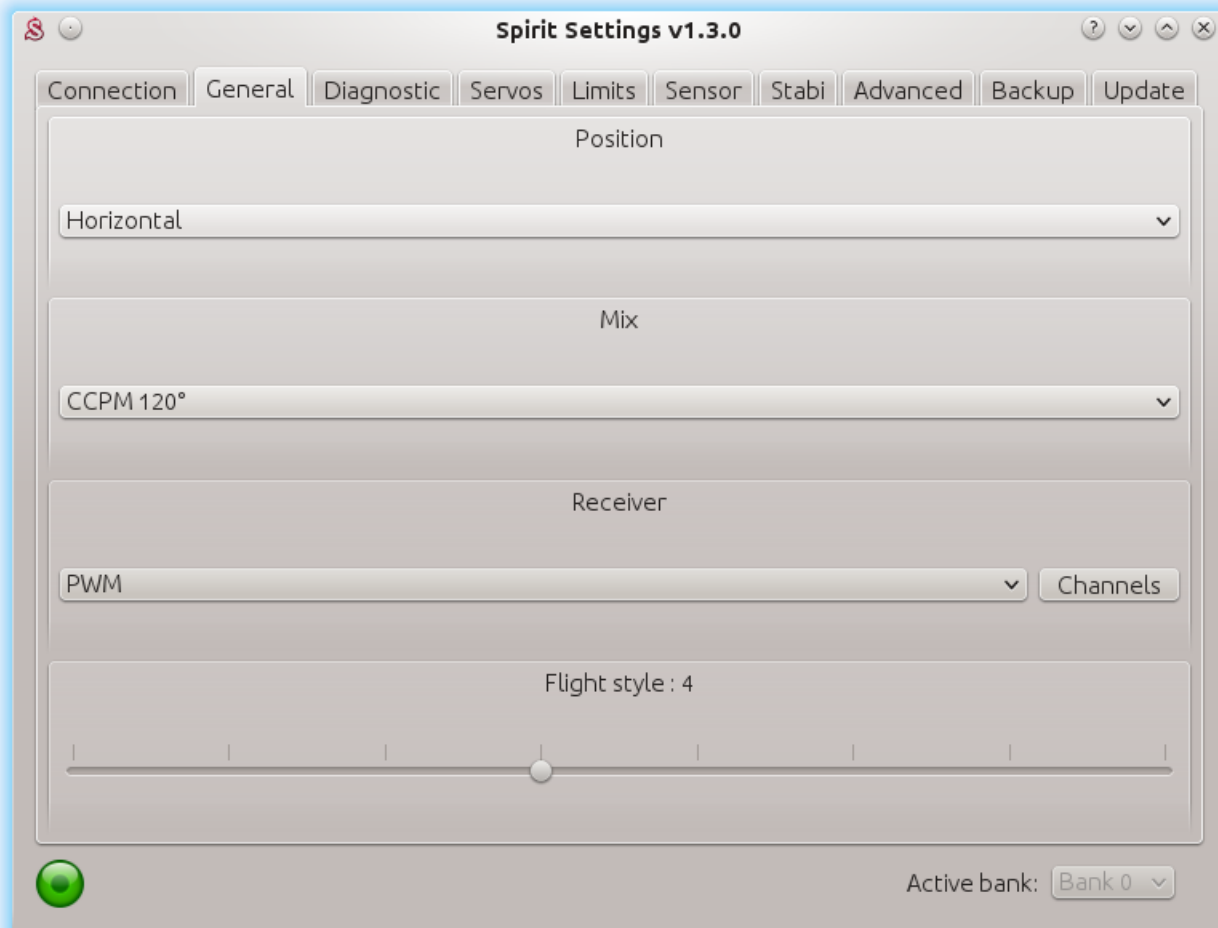 Spirit Settings v1.3.0
Connection General Diagnostic Servos Limits Sensor Stabi Advanced Backup Update
Position
Horizontal
Mix
CCPM 120°
Receiver
PWM Channels
Flight style : 4
Active bank: Bank 0